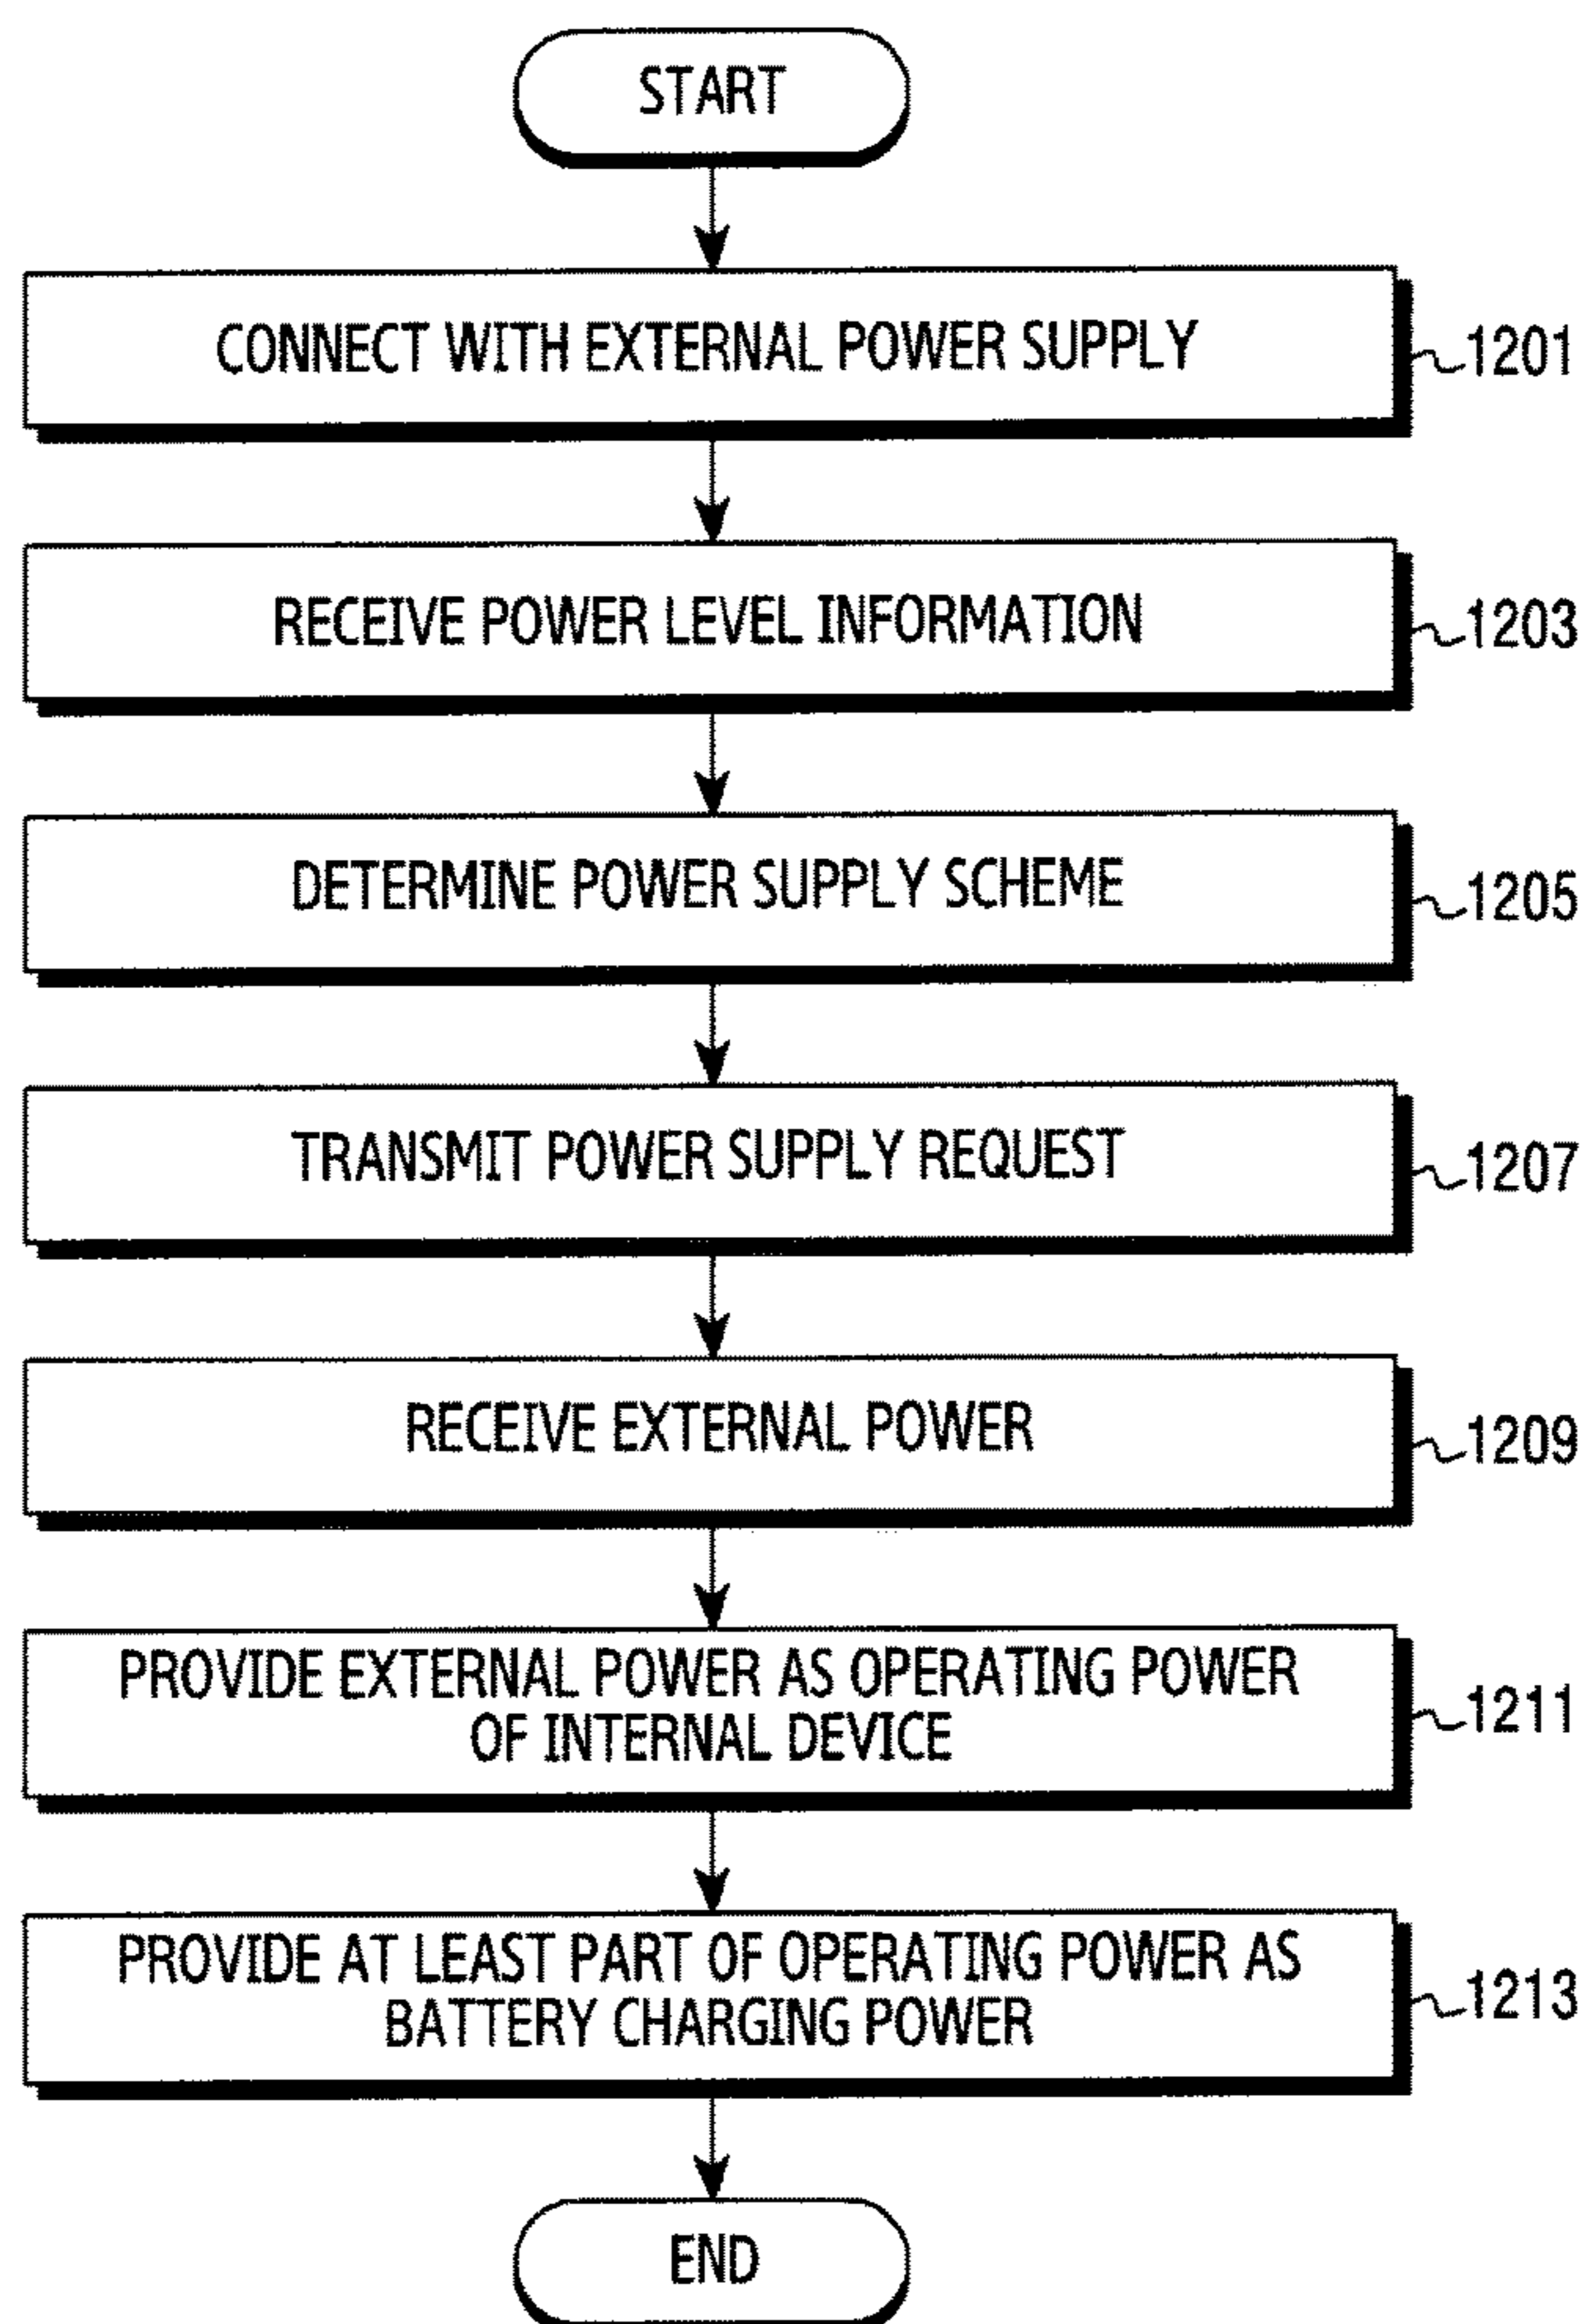 START
CONNECT WITH EXTERNAL POWER SUPPLY
1201
RECEIVE POWER LEVEL INFORMATION
1203
DETERMINE POWER SUPPLY SCHEME
1205
TRANSMIT POWER SUPPLY REQUEST
1207
RECEIVE EXTERNAL POWER
1209
PROVIDE EXTERNAL POWER AS OPERATING POWER
OF INTERNAL DEVICE
1211
PROVIDE AT LEAST PART OF OPERATING POWER AS
BATTERY CHARGING POWER
1213
END